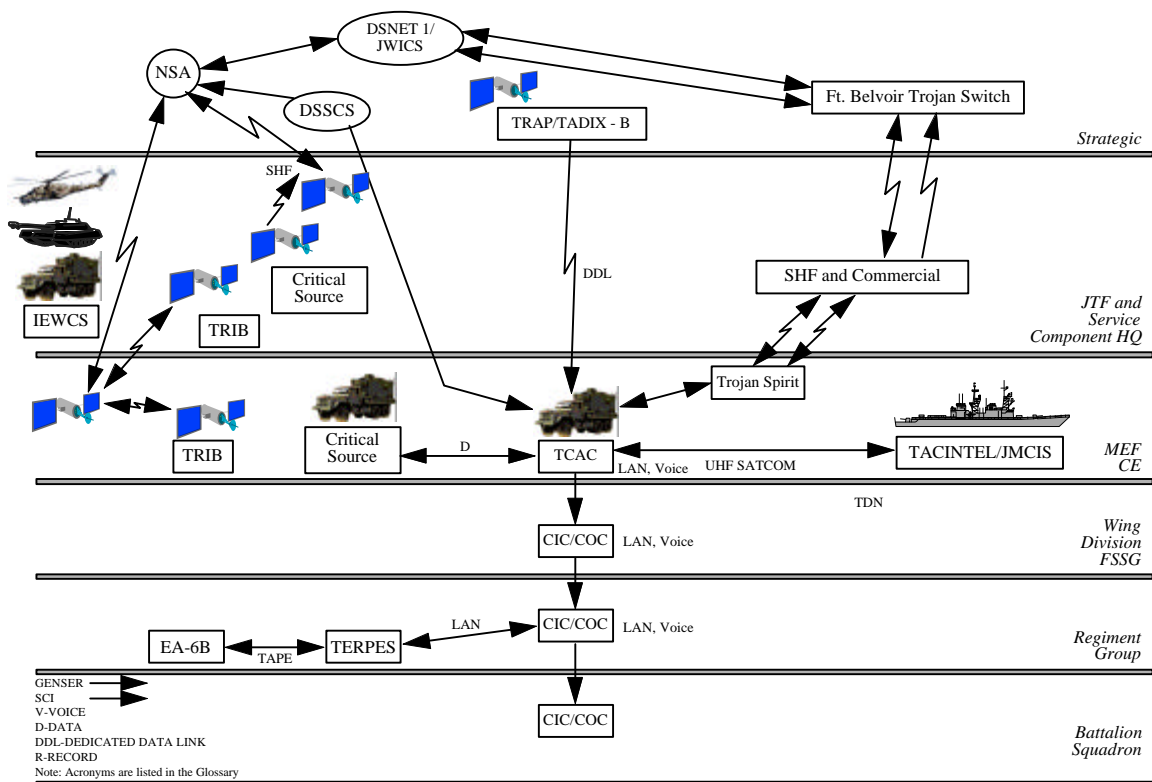 DSNET 1/
JWICS
NSA
DSSCS
TRAP/TADIX - B
Ft. Belvoir Trojan Switch
Strategic
SHF
DDL
Critical
Source
SHF and Commercial
IEWCS
TRIB
JTF and
Service
Component HQ
Trojan Spirit
TRIB
Critical
Source
D
TCAC
LAN, Voice
UHF SATCOM
TACINTEL/JMCIS
MEF
CE
TDN
CIC/COC
LAN, Voice
Wing
Division
FSSG
EA-6B
TAPE
TERPES
LAN
CIC/COC
LAN, Voice
Regiment
Group
GENSER
SCI
V-VOICE
D-DATA
DDL-DEDICATED DATA LINK
R-RECORD
Note: Acronyms are listed in the Glossary
CIC/COC
Battalion
Squadron